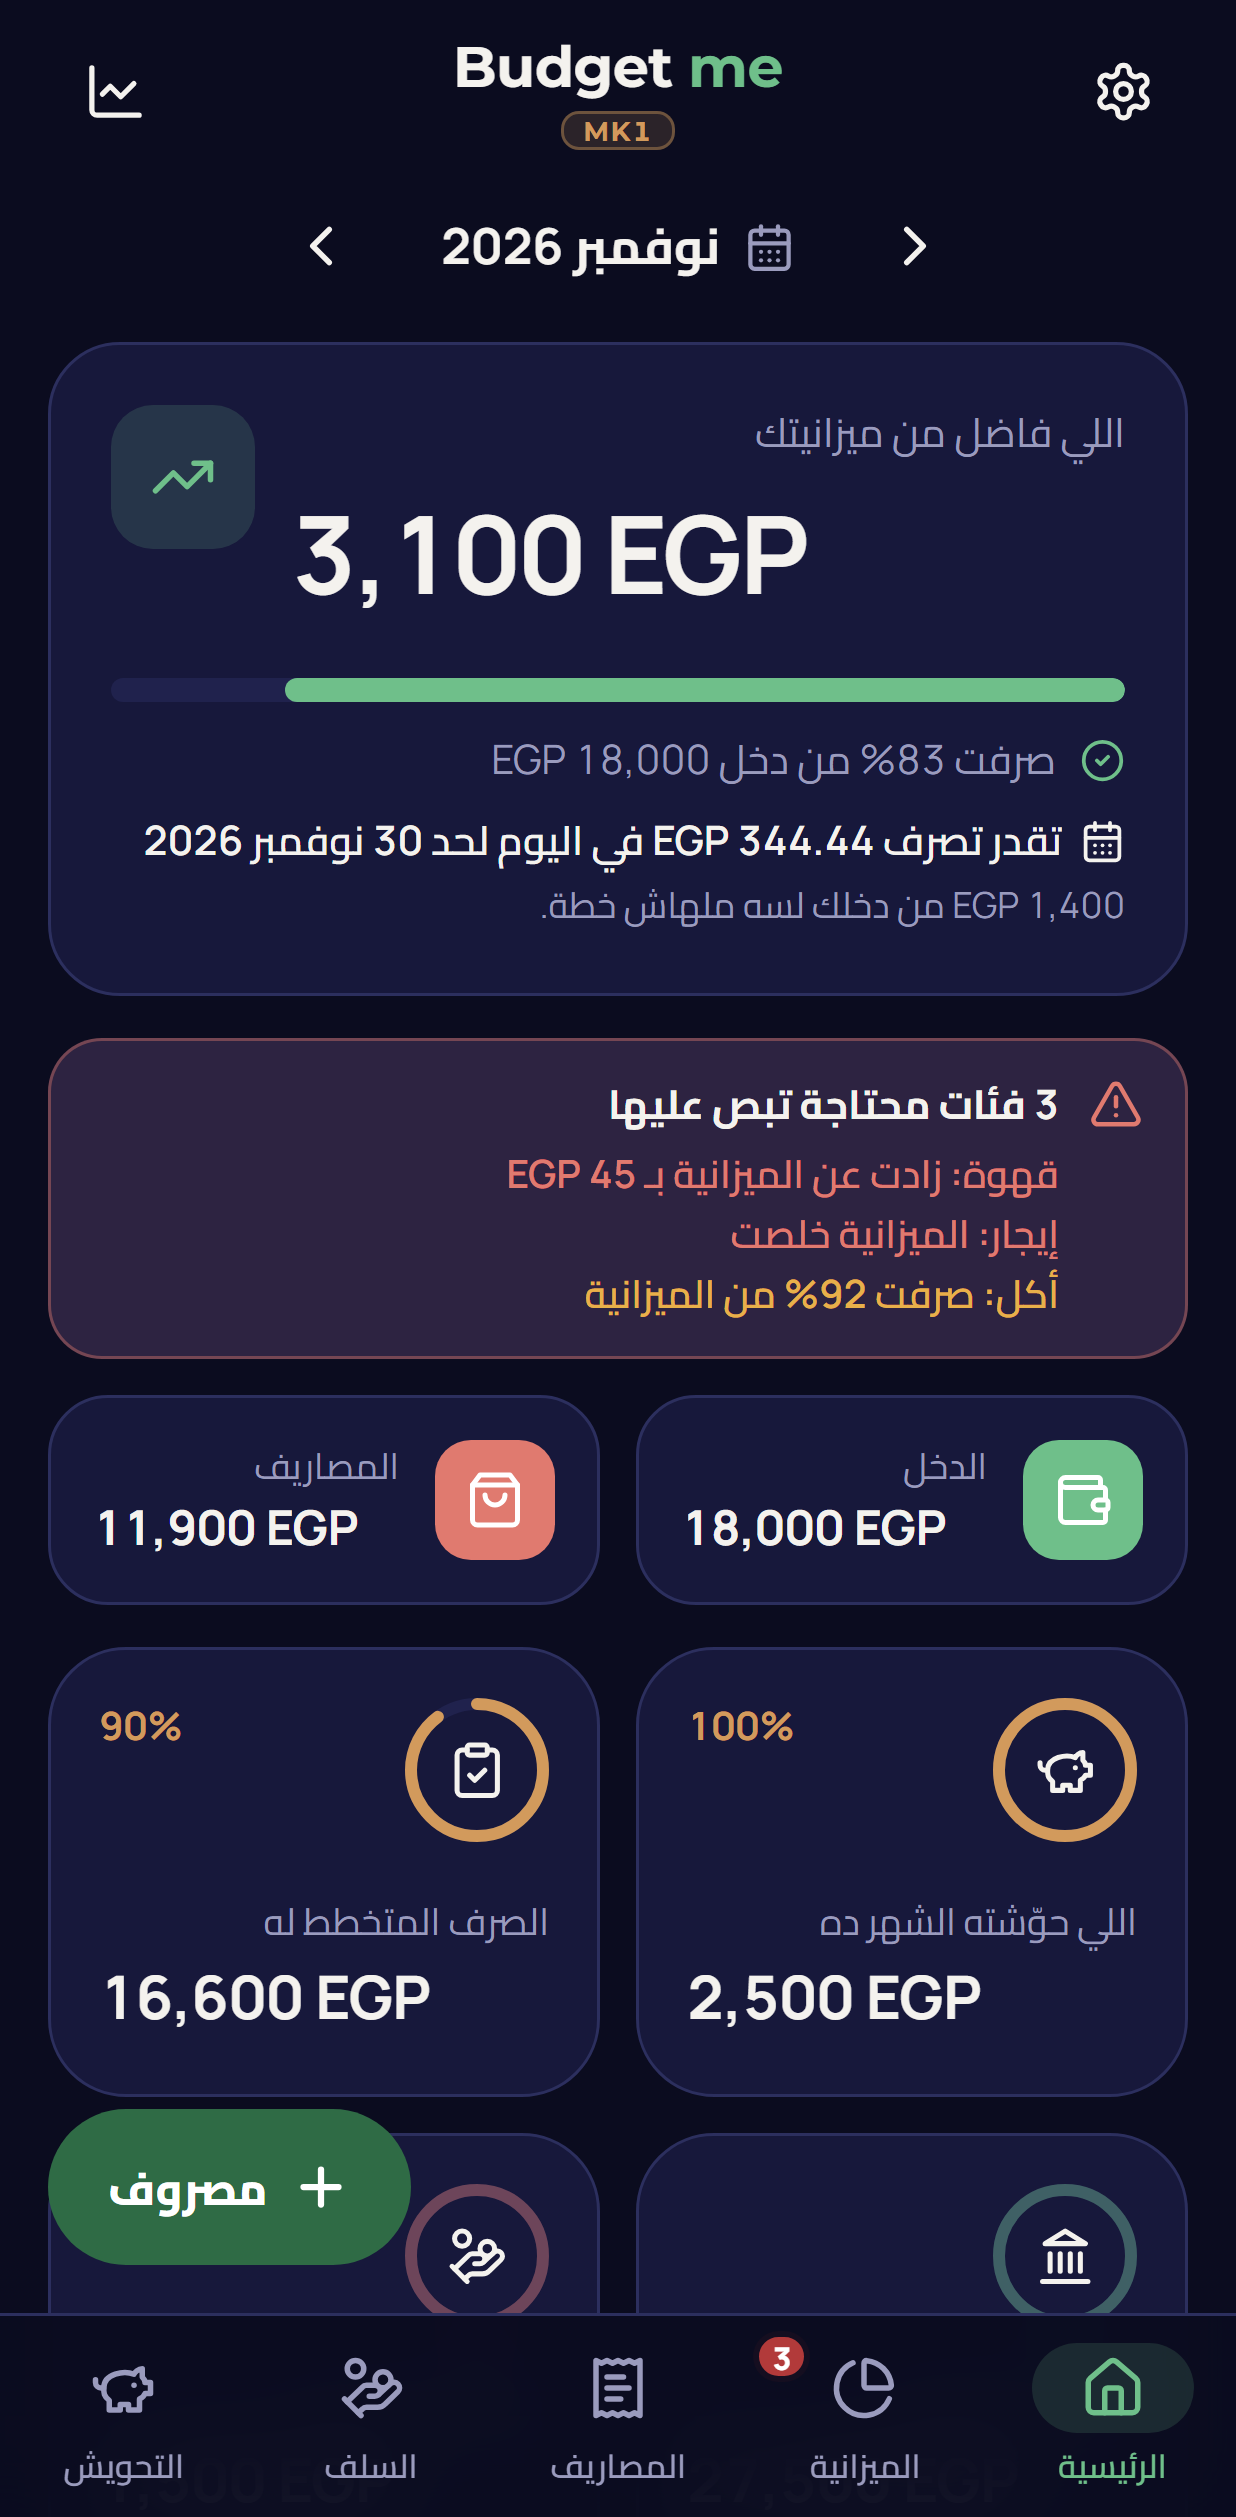 Budget me
MK1
نوفمبر 2026
اللي فاضل من ميزانيتك
3,100 EGP
صرفت 83% من دخل 18,000 EGP
تقدر تصرف 344.44 EGP في اليوم لحد 30 نوفمبر 2026
1,400 EGP من دخلك لسه ملهاش خطة.
3 فئات محتاجة تبص عليها
قهوة: زادت عن الميزانية بـ 45 EGP
إيجار: الميزانية خلصت
أكل: صرفت 92% من الميزانية
الدخل
18,000 EGP
المصاريف
11,900 EGP
100%
اللي حوّشته الشهر ده
2,500 EGP
90%
الصرف المتخطط له
16,600 EGP
مصروف
الرئيسية
3
الميزانية
المصاريف
السلف
التحويش